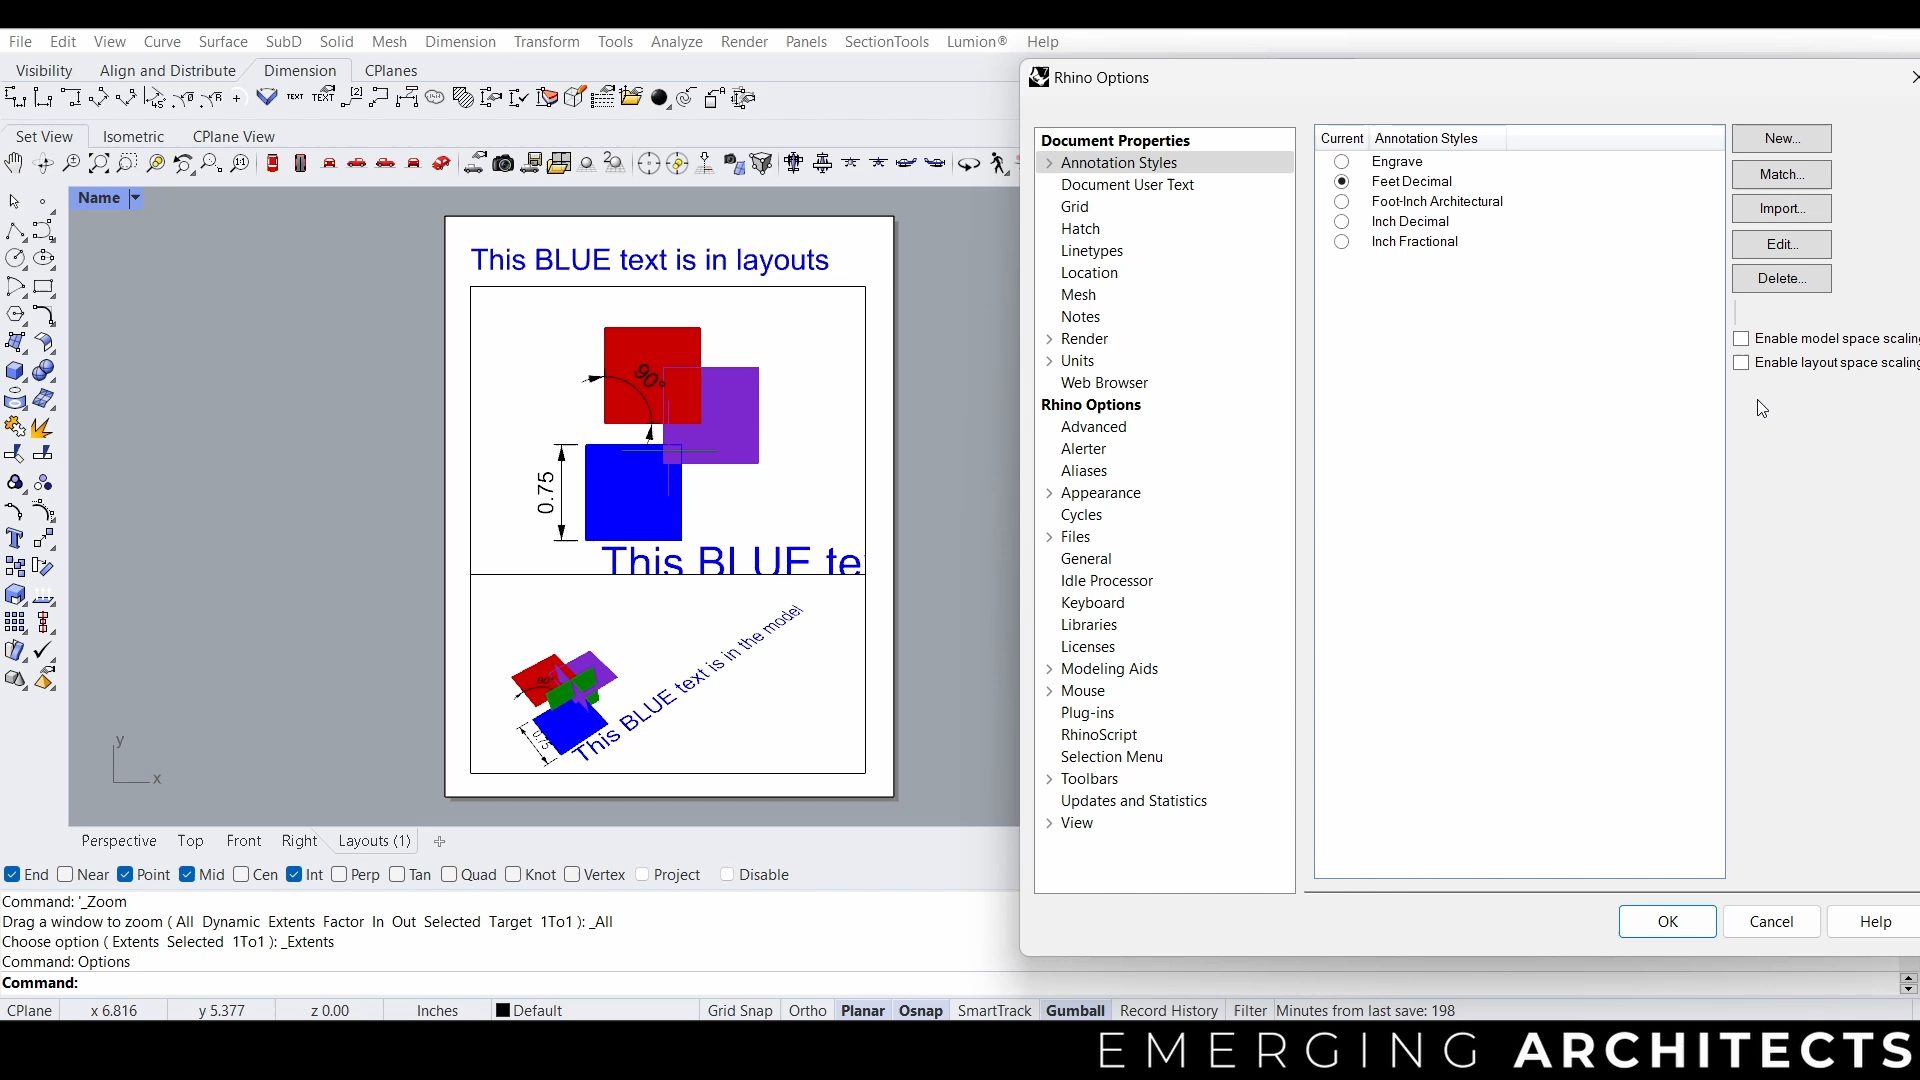 File Edit View Curve Surface SubD Solid Mesh Dimension Transform Tools Analyze Render Panels SectionTools Lumion® Help
Visibility Align and Distribute Dimension CPlanes
TEXT TEXT
Set View Isometric CPlane View
Name
This BLUE text is in layouts
90°
0.75
This BLUE te
90°
0.75
This BLUE text is in the model
y
x
Perspective Top Front Right Layouts (1)
End Near Point Mid Cen Int Perp Tan Quad Knot Vertex Project Disable
Command: '_Zoom
Drag a window to zoom ( All Dynamic Extents Factor In Out Selected Target 1To1 ): _All
Choose option ( Extents Selected 1To1 ): _Extents
Command: Options
Command:
CPlane x 6.816 y 5.377 z 0.00 Inches Default Grid Snap Ortho Planar Osnap SmartTrack Gumball Record History Filter Minutes from last save: 198
Rhino Options
Document Properties
Annotation Styles
Document User Text
Grid
Hatch
Linetypes
Location
Mesh
Notes
Render
Units
Web Browser
Rhino Options
Advanced
Alerter
Aliases
Appearance
Cycles
Files
General
Idle Processor
Keyboard
Libraries
Licenses
Modeling Aids
Mouse
Plug-ins
RhinoScript
Selection Menu
Toolbars
Updates and Statistics
View
Current Annotation Styles
Engrave
Feet Decimal
Foot-Inch Architectural
Inch Decimal
Inch Fractional
New...
Match...
Import...
Edit...
Delete...
Enable model space scaling
Enable layout space scaling
OK Cancel Help
EMERGING ARCHITECTS